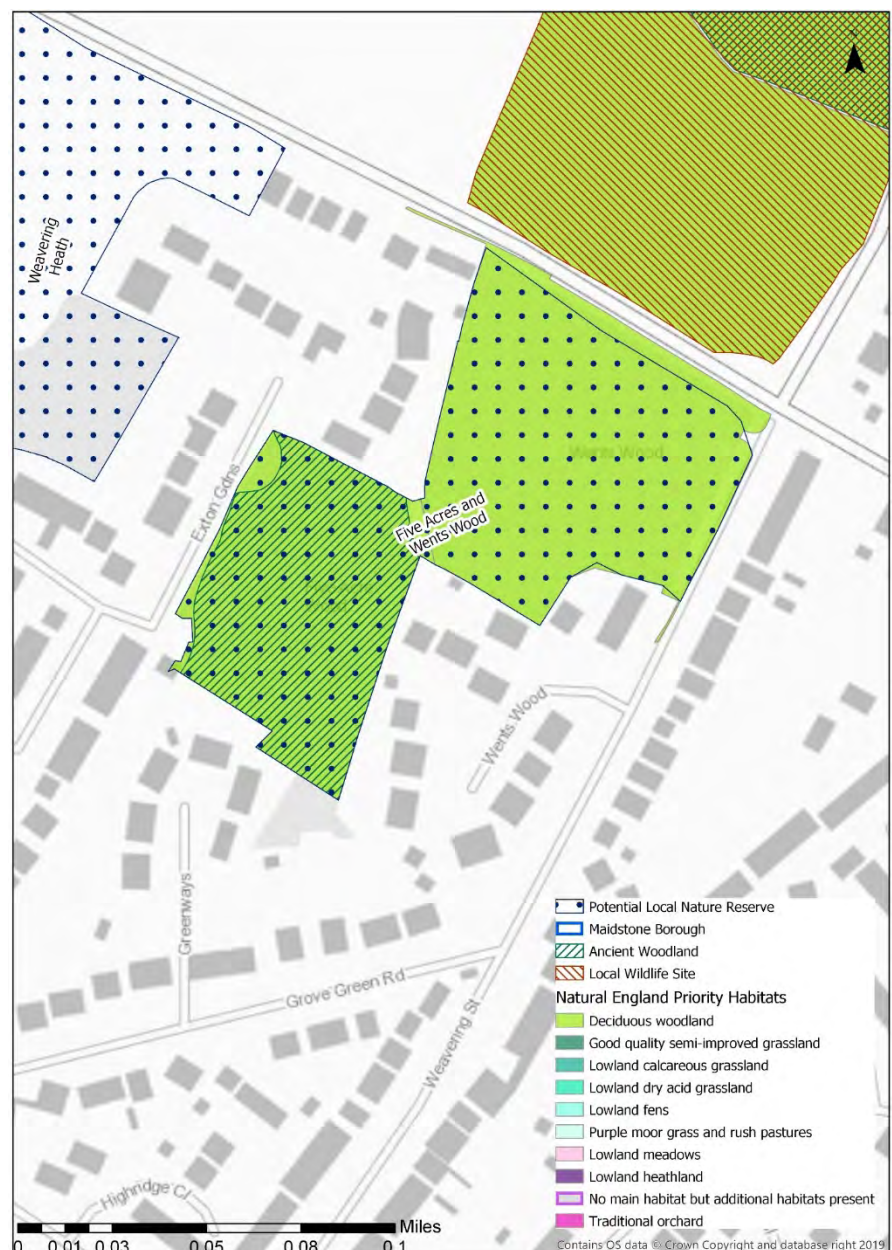 N
Weavering
Heath
Wents Wood
Exton Gdns
Five Acres and
Wents Wood
Wents Wood
Greenways
Grove Green Rd
Weavering St
Highridge Cl
Potential Local Nature Reserve
Maidstone Borough
Ancient Woodland
Local Wildlife Site
Natural England Priority Habitats
Deciduous woodland
Good quality semi-improved grassland
Lowland calcareous grassland
Lowland dry acid grassland
Lowland fens
Purple moor grass and rush pastures
Lowland meadows
Lowland heathland
No main habitat but additional habitats present
Traditional orchard
Miles
0 0.01 0.03 0.05 0.08 0.1
Contains OS data © Crown Copyright and database right 2019